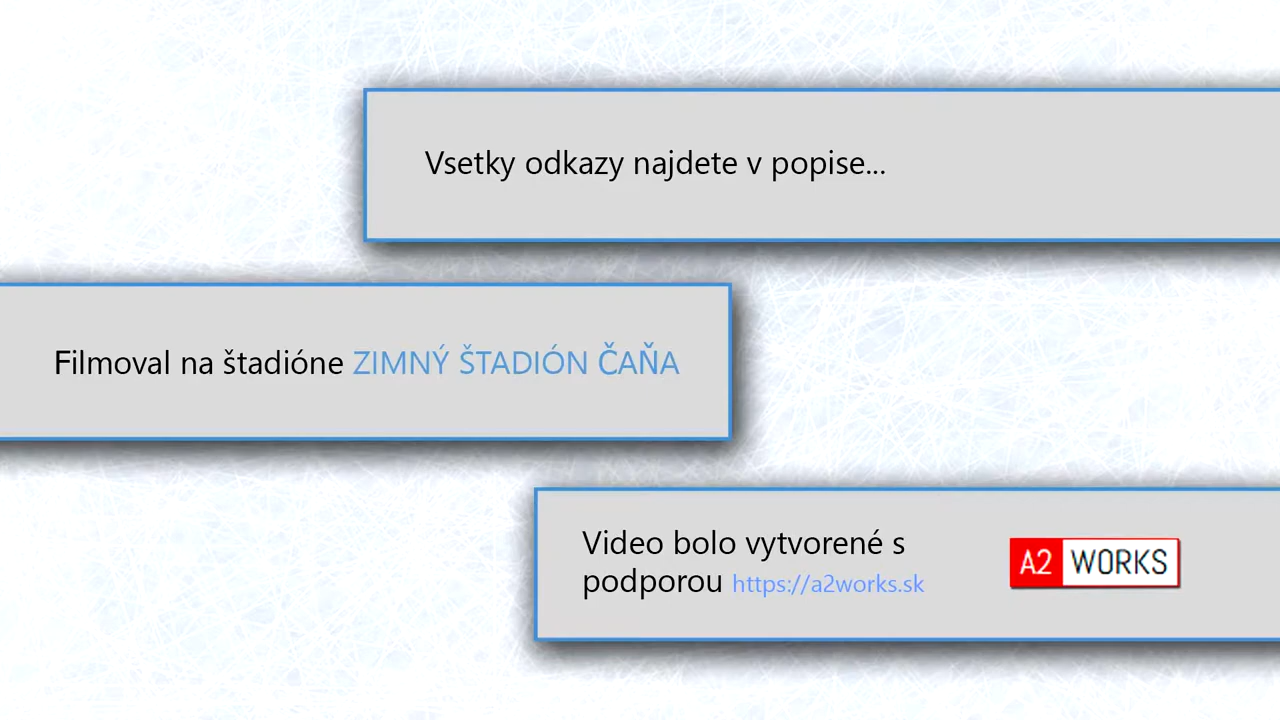 Vsetky odkazy najdete v popise...
Filmoval na štadióne ZIMNÝ ŠTADIÓN ČAŇA
Video bolo vytvorené s
podporou https://a2works.sk
A2 WORKS